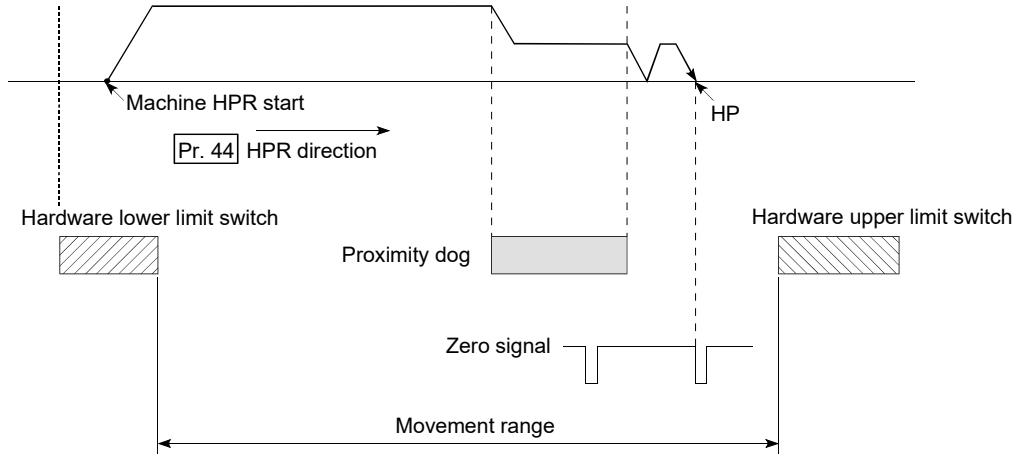 Machine HPR start
HP
Pr. 44 HPR direction
Hardware lower limit switch
Hardware upper limit switch
Proximity dog
Zero signal
Movement range